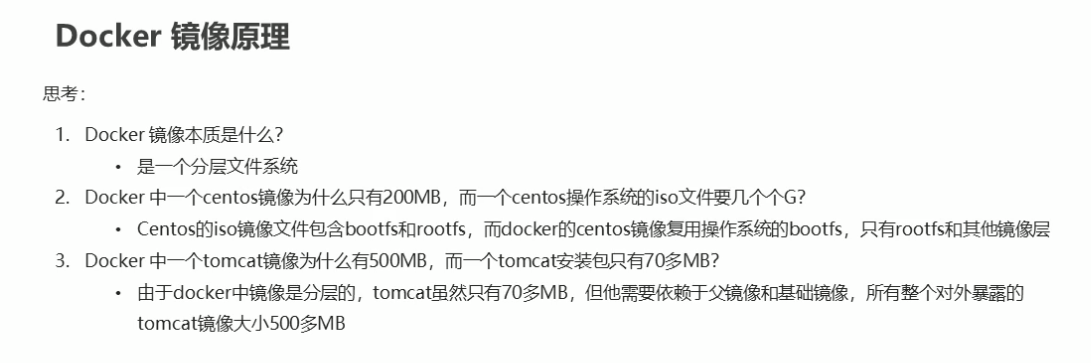 Docker 镜像原理
思考：
1. Docker 镜像本质是什么？
• 是一个分层文件系统
2. Docker 中一个centos镜像为什么只有200MB，而一个centos操作系统的iso文件要几个个G？
• Centos的iso镜像文件包含bootfs和rootfs，而docker的centos镜像复用操作系统的bootfs，只有rootfs和其他镜像层
3. Docker 中一个tomcat镜像为什么有500MB，而一个tomcat安装包只有70多MB？
• 由于docker中镜像是分层的，tomcat虽然只有70多MB，但他需要依赖于父镜像和基础镜像，所有整个对外暴露的
tomcat镜像大小500多MB